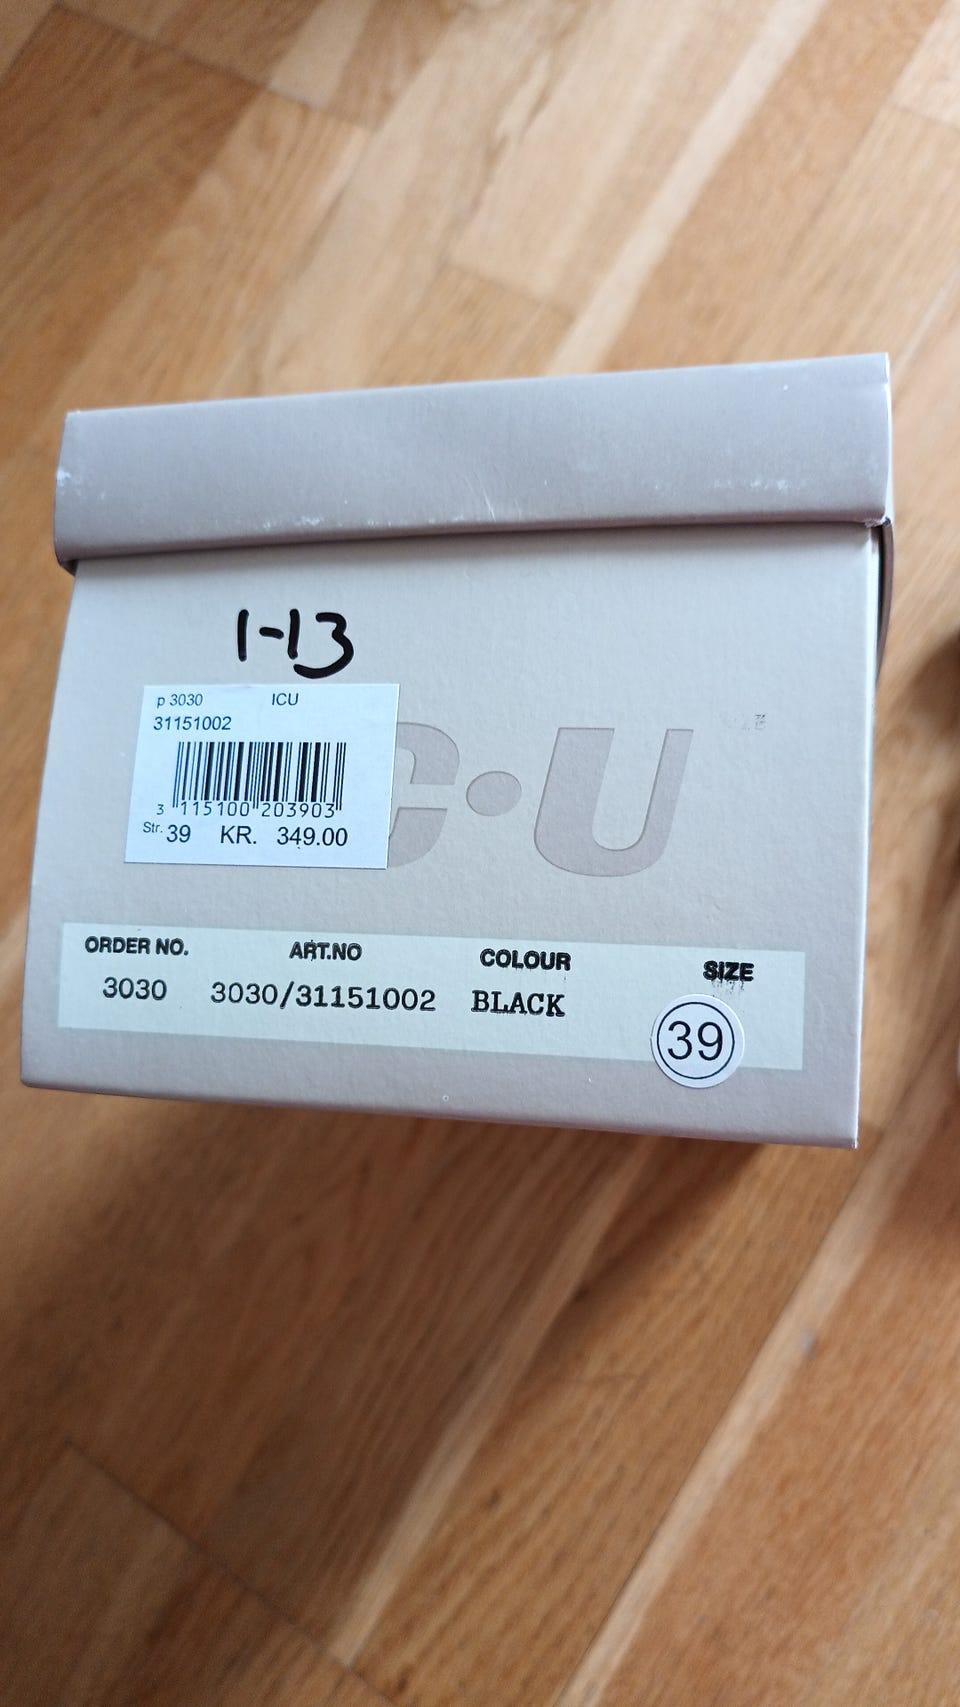 1-13
p 3030 ICU
31151002
3 115100 203903
Str. 39 KR. 349.00
C·U
ORDER NO. ART.NO COLOUR SIZE
3030 3030/31151002 BLACK
39